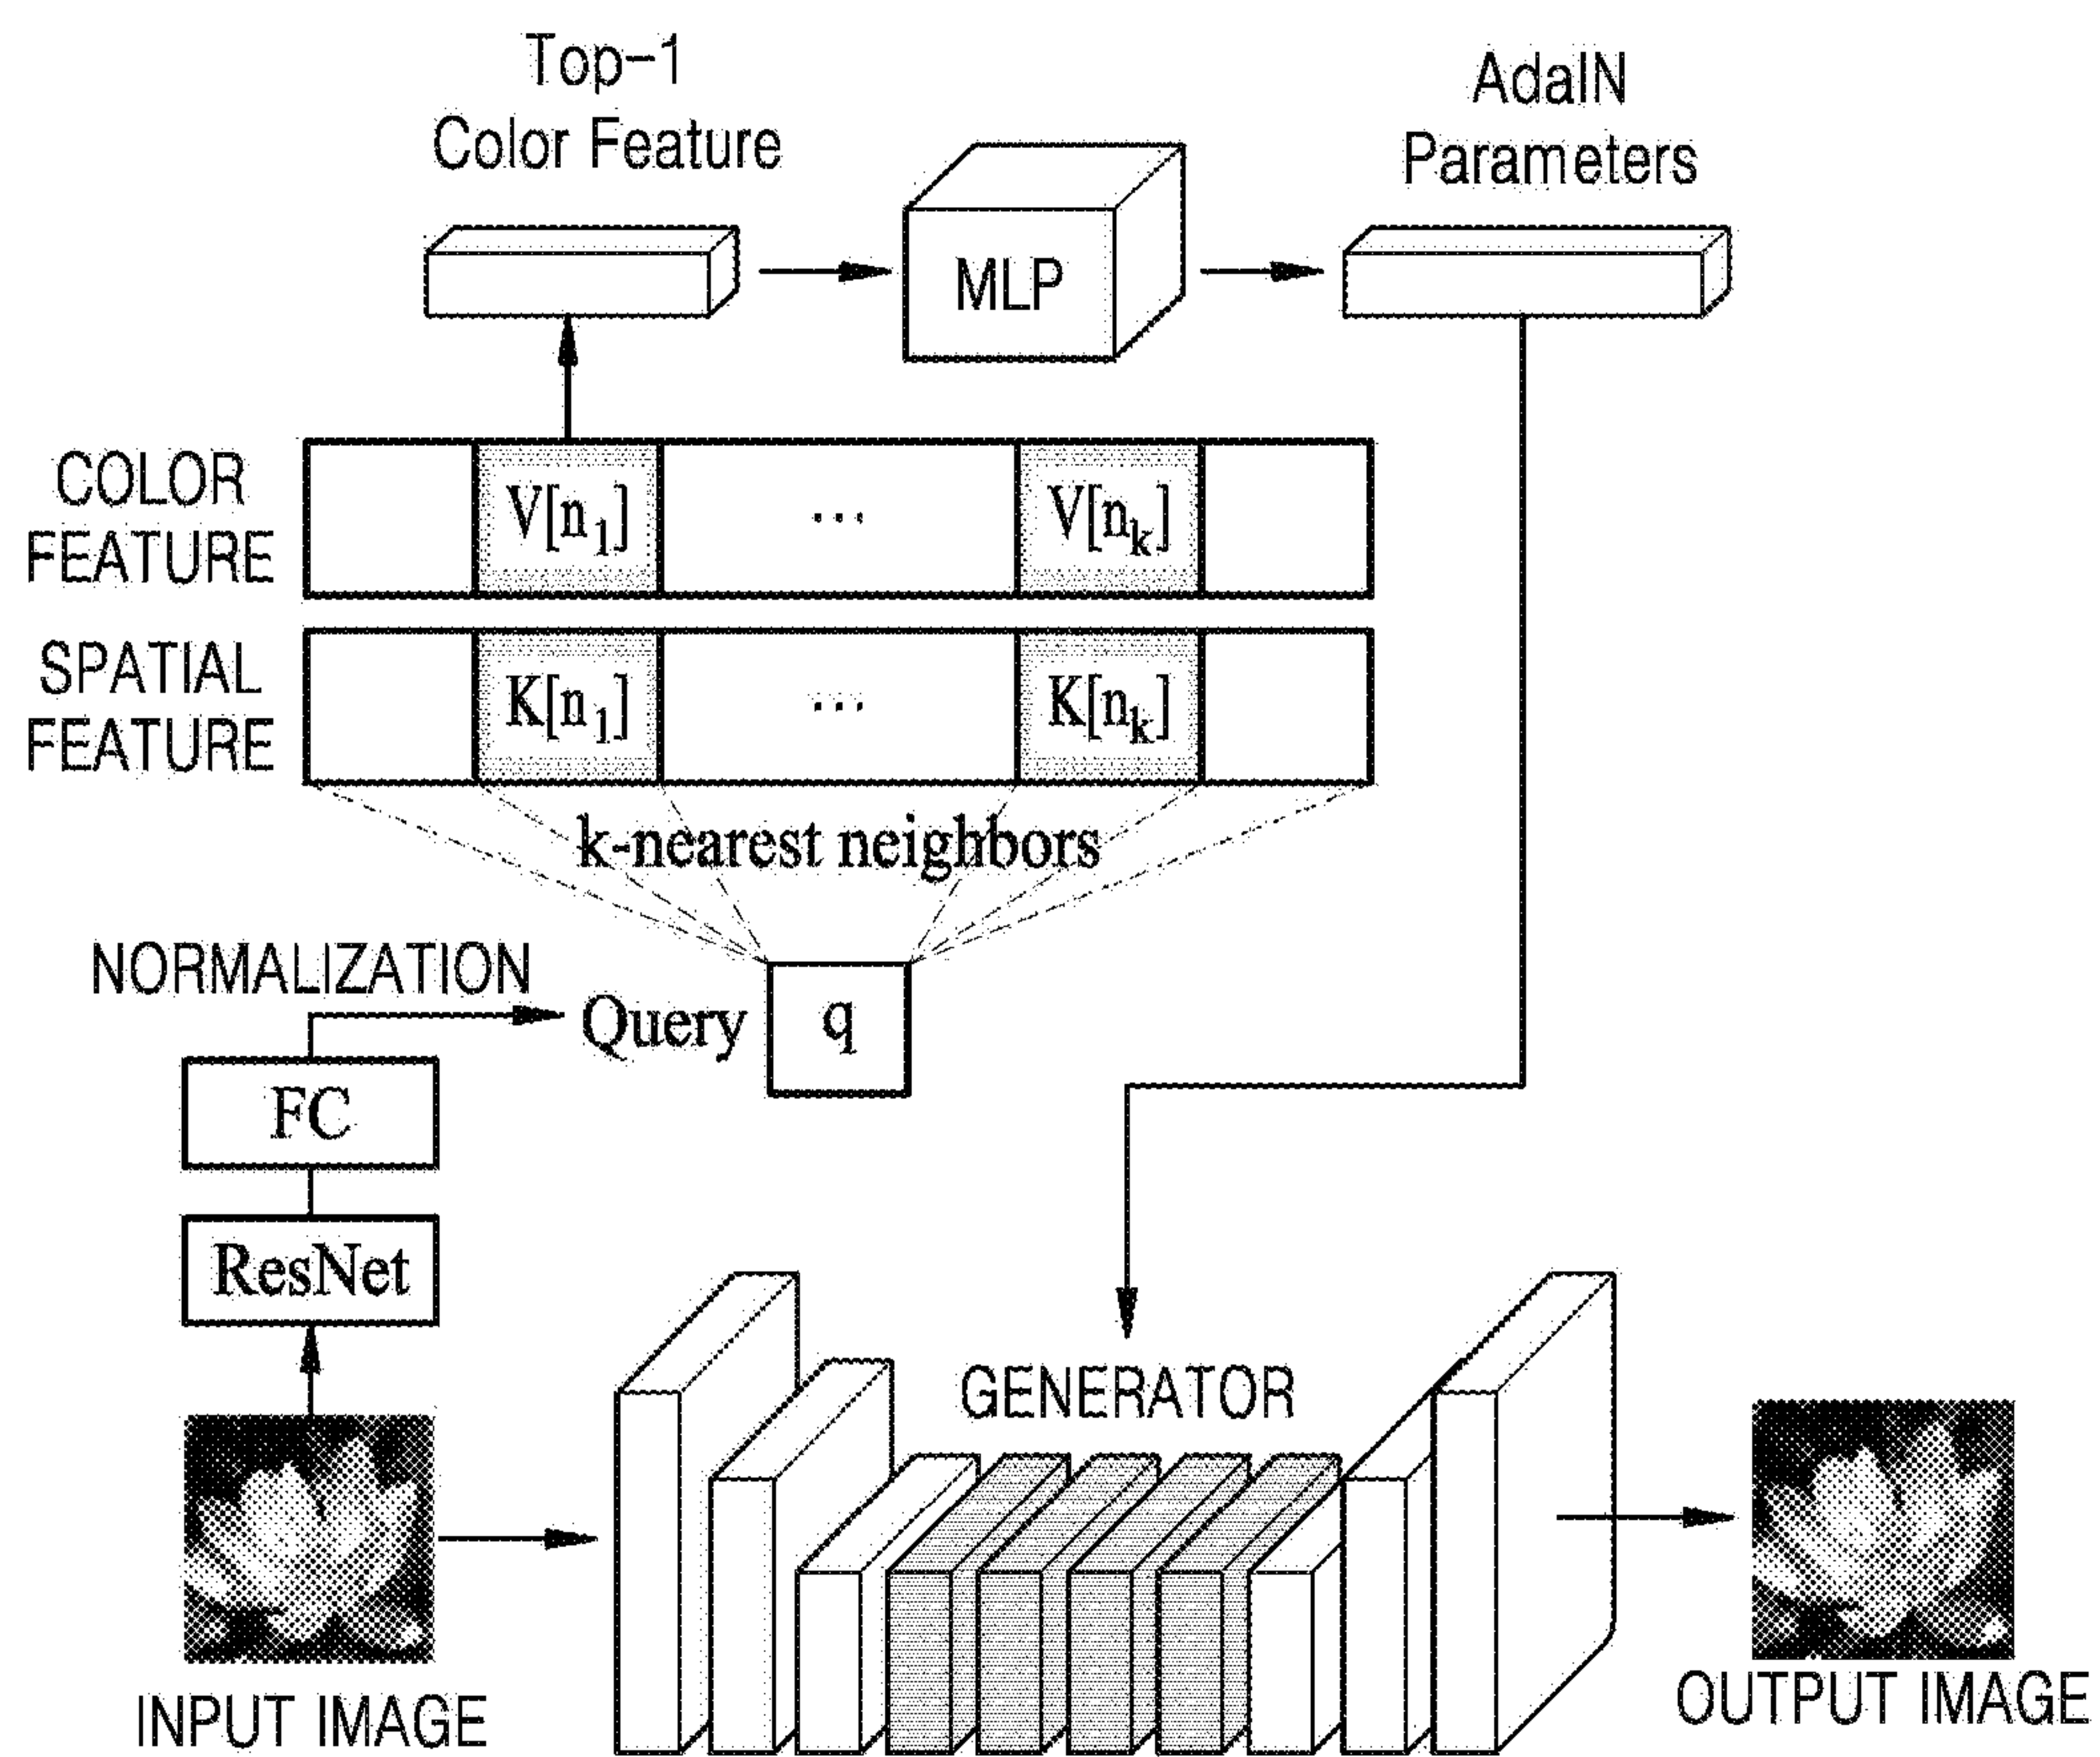 Top-1
Color Feature
AdaIN
Parameters
MLP
COLOR
FEATURE
V[n1]
...
V[nk]
SPATIAL
FEATURE
K[n1]
...
K[nk]
k-nearest neighbors
NORMALIZATION
Query
q
FC
ResNet
GENERATOR
INPUT IMAGE
OUTPUT IMAGE